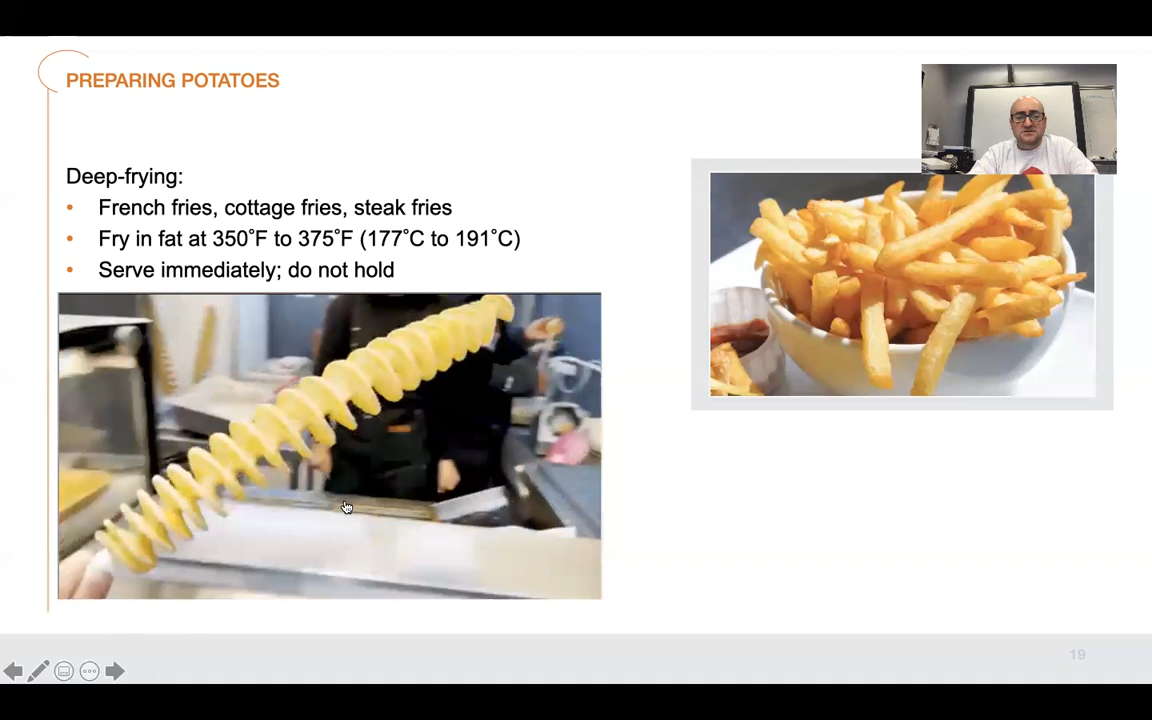 PREPARING POTATOES
Deep-frying:
• French fries, cottage fries, steak fries
• Fry in fat at 350˚F to 375˚F (177˚C to 191˚C)
• Serve immediately; do not hold
19